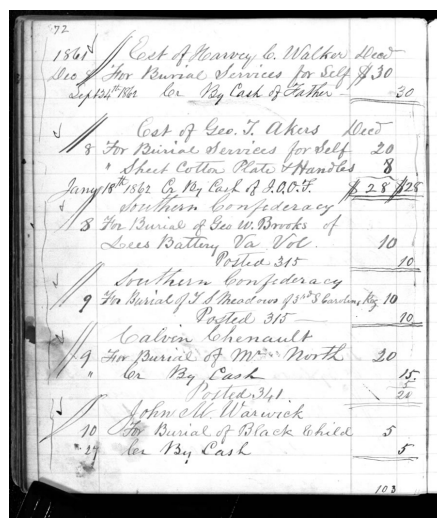 72
1861 Est of Harvey C. Walker Decd
Dec 8 For Burial Services for Self $30
Sept 24th 1862 Cr By Cash of Father — 30
Est of Geo. T. Akers Decd
8 For Burial Services for Self 20
" Sheet Cotton Plate & Handles 8
Jany 18th 1862 Cr By Cash of I.O.O.F. $28 $28
Southern Confederacy
8 For Burial of Geo W. Brooks of
Lees Battery Va Vol. 10
Posted 315 10
Southern Confederacy
9 For Burial of T S Meadows of 3rd S Carolina Reg 10
Posted 315 — 10
Calvin Chenault
9 For Burial of Mrs North 20
" Cr By Cash 15
5
Posted 341 20
John M. Warwick
10 For Burial of Black Child 5
24 Cr By Cash 5
103